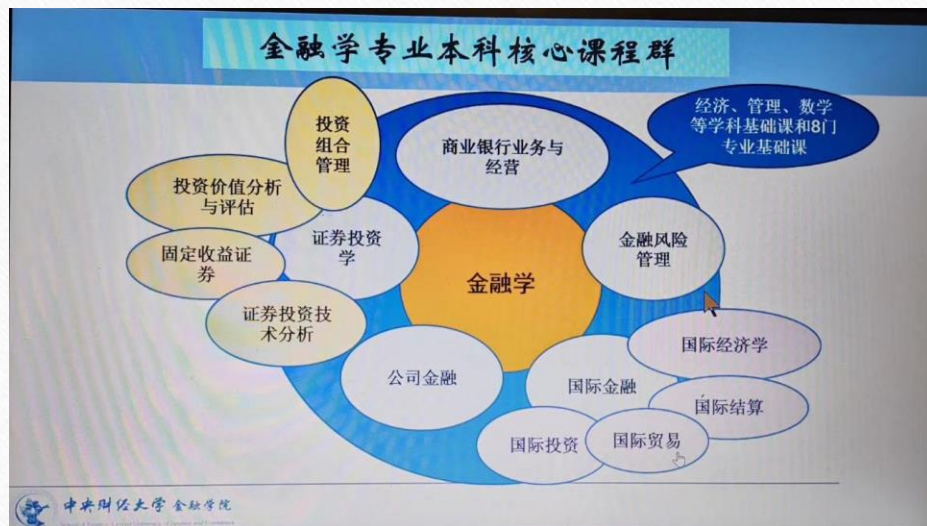 金融学专业本科核心课程群
经济、管理、数学
等学科基础课和8门
专业基础课
投资
组合
管理
商业银行业务与
经营
投资价值分析
与评估
证券投资
学
金融风险
管理
固定收益证
券
金融学
证券投资技
术分析
国际经济学
公司金融
国际金融
国际结算
国际投资
国际贸易
中央财经大学 金融学院